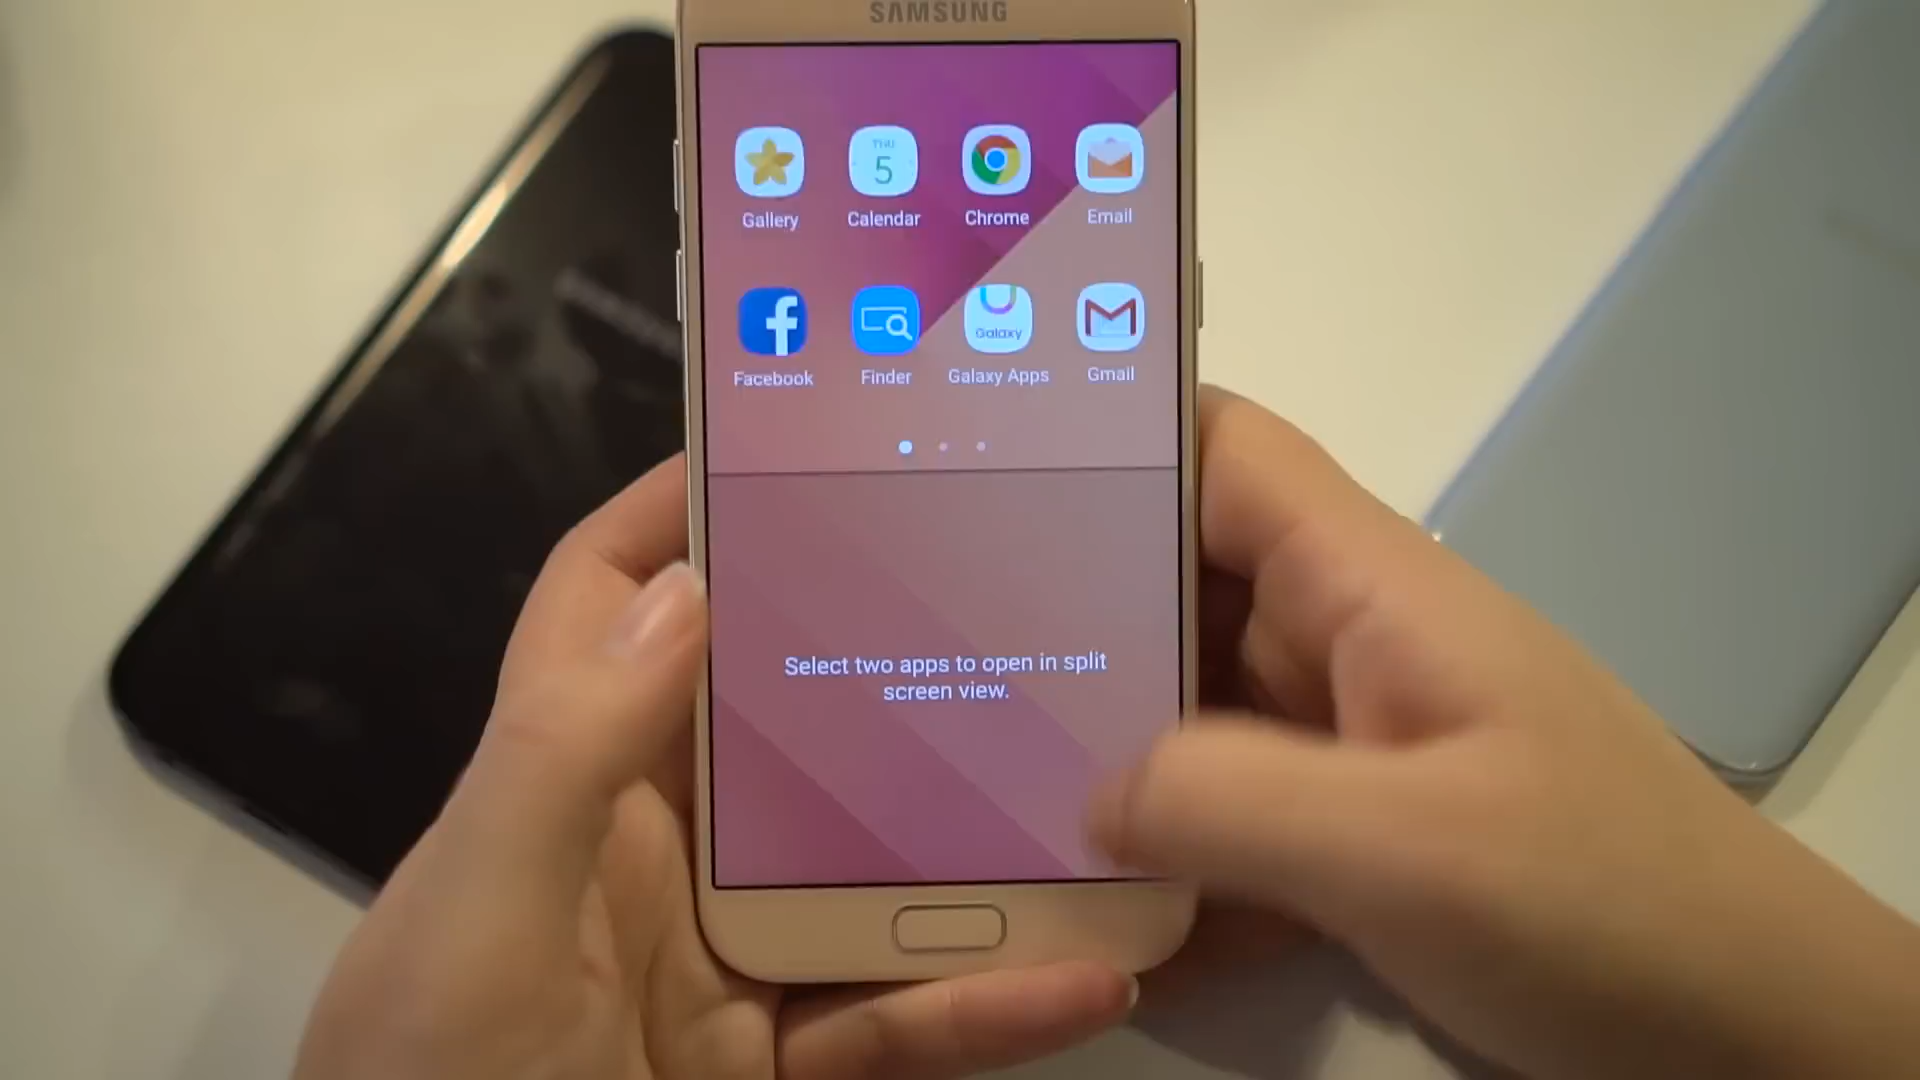 SAMSUNG
THU
5
Gallery
Calendar
Chrome
Email
Galaxy
Facebook
Finder
Galaxy Apps
Gmail
Select two apps to open in split
screen view.